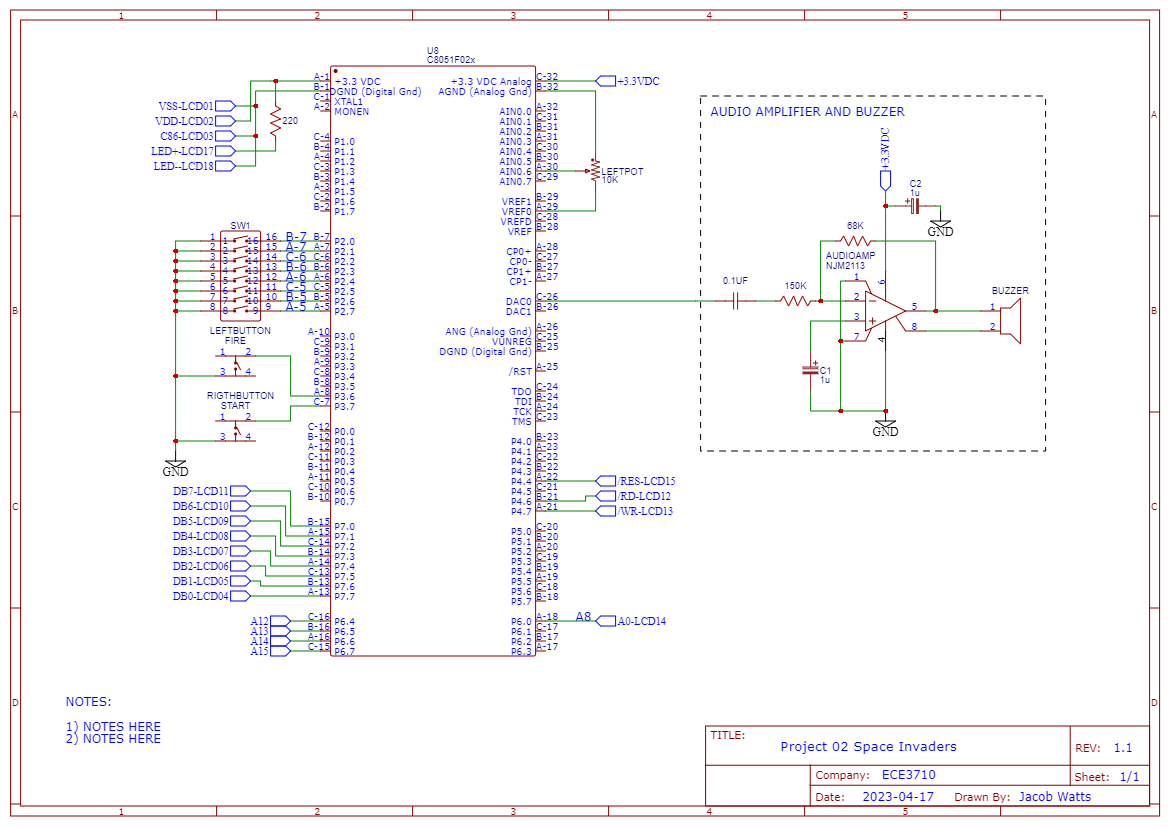 1 2 3 4 5
A A
B B
C C
D D
1 2 3 4 5
U8
C8051F02x
A-1 +3.3 VDC
B-1 DGND (Digital Gnd)
C-1 XTAL1
A-2 MONEN
C-4 P1.0
B-4 P1.1
A-4 P1.2
C-3 P1.3
B-3 P1.4
A-3 P1.5
C-2 P1.6
B-2 P1.7
B-7 P2.0
A-7 P2.1
C-6 P2.2
B-6 P2.3
A-6 P2.4
C-5 P2.5
B-5 P2.6
A-5 P2.7
A-10 P3.0
C-9 P3.1
B-9 P3.2
A-9 P3.3
C-8 P3.4
B-8 P3.5
A-8 P3.6
C-7 P3.7
C-12 P0.0
B-12 P0.1
A-12 P0.2
C-11 P0.3
B-11 P0.4
A-11 P0.5
C-10 P0.6
B-10 P0.7
B-15 P7.0
A-15 P7.1
C-14 P7.2
B-14 P7.3
A-14 P7.4
C-13 P7.5
B-13 P7.6
A-13 P7.7
C-16 P6.4
B-16 P6.5
A-16 P6.6
C-15 P6.7
+3.3 VDC Analog C-32
AGND (Analog Gnd) B-32
AIN0.0 A-32
AIN0.1 C-31
AIN0.2 B-31
AIN0.3 A-31
AIN0.4 C-30
AIN0.5 B-30
AIN0.6 A-30
AIN0.7 C-29
VREF1 B-29
VREF0 A-29
VREFD C-28
VREF B-28
CP0+ A-28
CP0- C-27
CP1+ B-27
CP1- A-27
DAC0 C-26
DAC1 B-26
ANG (Analog Gnd) A-26
VUNREG C-25
DGND (Digital Gnd) B-25
/RST A-25
TDO C-24
TDI B-24
TCK A-24
TMS C-23
P4.0 B-23
P4.1 A-23
P4.2 C-22
P4.3 B-22
P4.4 A-22
P4.5 C-21
P4.6 B-21
P4.7 A-21
P5.0 C-20
P5.1 B-20
P5.2 A-20
P5.3 C-19
P5.4 B-19
P5.5 A-19
P5.6 C-18
P5.7 B-18
P6.0 A-18
P6.1 C-17
P6.2 B-17
P6.3 A-17
VSS-LCD01
VDD-LCD02
C86-LCD03
LED+-LCD17
LED--LCD18
220
SW1
1 1 16 16 B-7
2 2 15 15 A-7
3 3 14 14 C-6
4 4 13 13 B-6
5 5 12 12 A-6
6 6 11 11 C-5
7 7 10 10 B-5
8 8 9 9 A-5
LEFTBUTTON
FIRE
1 2
3 4
RIGTHBUTTON
START
1 2
3 4
GND
DB7-LCD11
DB6-LCD10
DB5-LCD09
DB4-LCD08
DB3-LCD07
DB2-LCD06
DB1-LCD05
DB0-LCD04
A12
A13
A14
A15
+3.3VDC
LEFTPOT
10K
/RES-LCD15
/RD-LCD12
/WR-LCD13
A8 A0-LCD14
AUDIO AMPLIFIER AND BUZZER
+3.3VDC
C2
1u
GND
68K
AUDIOAMP
NJM2113
0.1UF
150K
1
2
3
7
6
4
5
8
C1
1u
GND
BUZZER
1
2
NOTES:
1) NOTES HERE
2) NOTES HERE
TITLE:
Project 02 Space Invaders
REV: 1.1
Company: ECE3710
Sheet: 1/1
Date: 2023-04-17 Drawn By: Jacob Watts